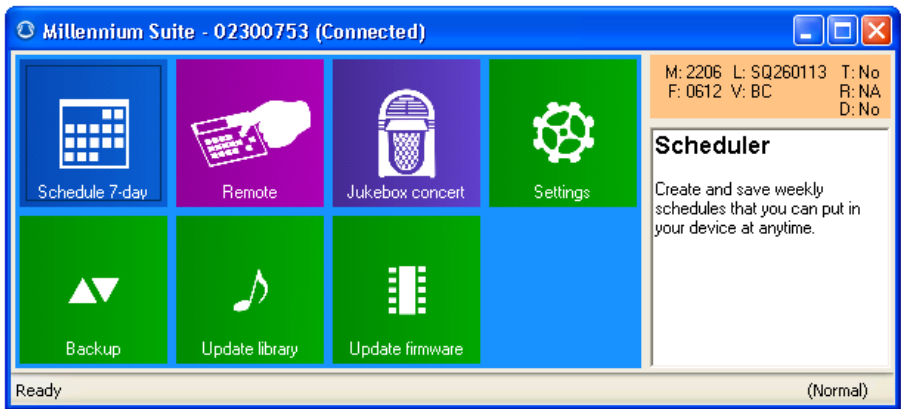 Millennium Suite - 02300753 (Connected)
Schedule 7-day
Remote
Jukebox concert
Settings
Backup
Update library
Update firmware
M: 2206 L: SQ260113 T: No
F: 0612 V: BC R: NA
D: No
Scheduler
Create and save weekly
schedules that you can put in
your device at anytime.
Ready
(Normal)